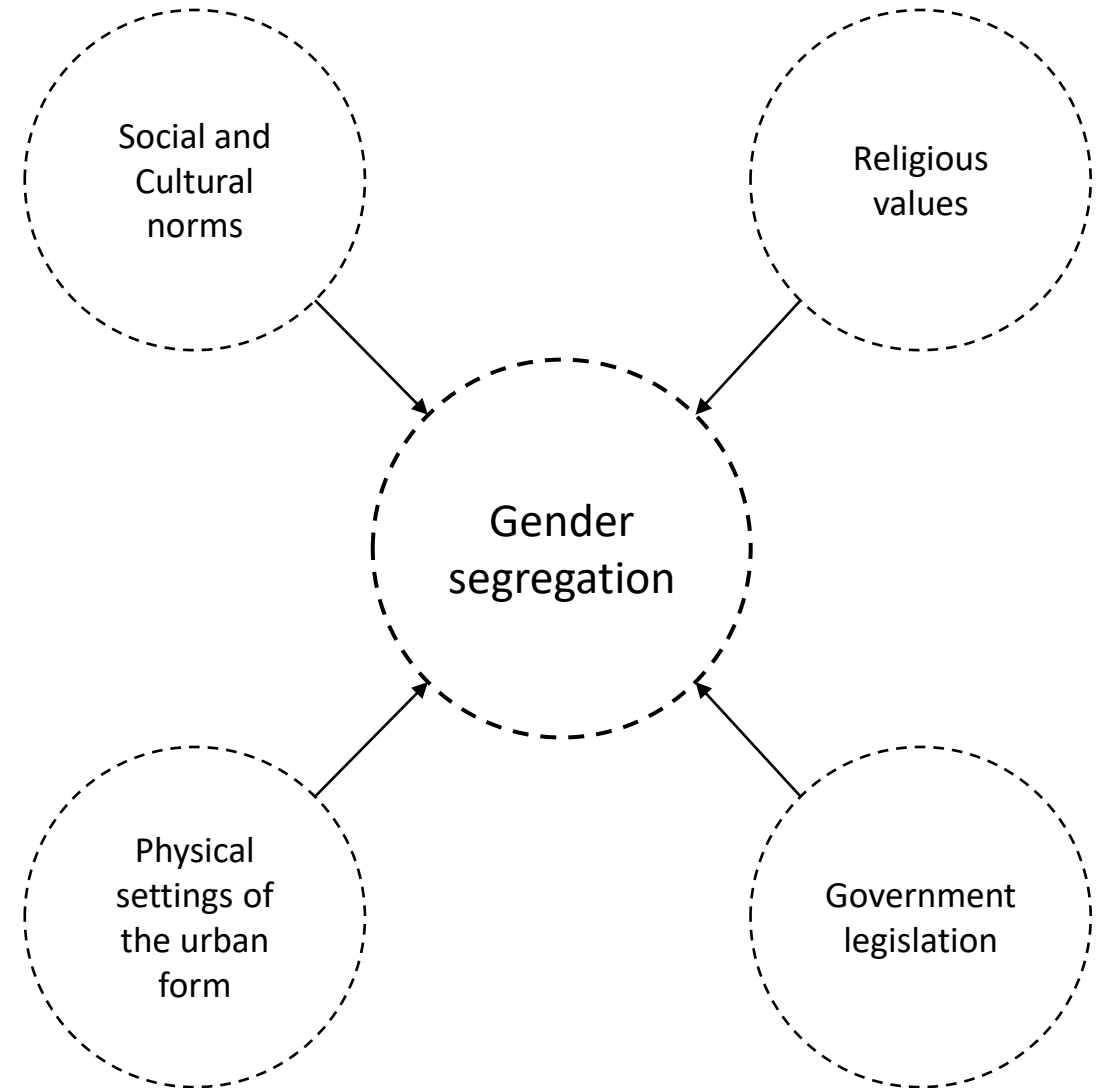 Social and
Cultural
norms
Religious
values
Gender
segregation
Physical
settings of
the urban
form
Government
legislation